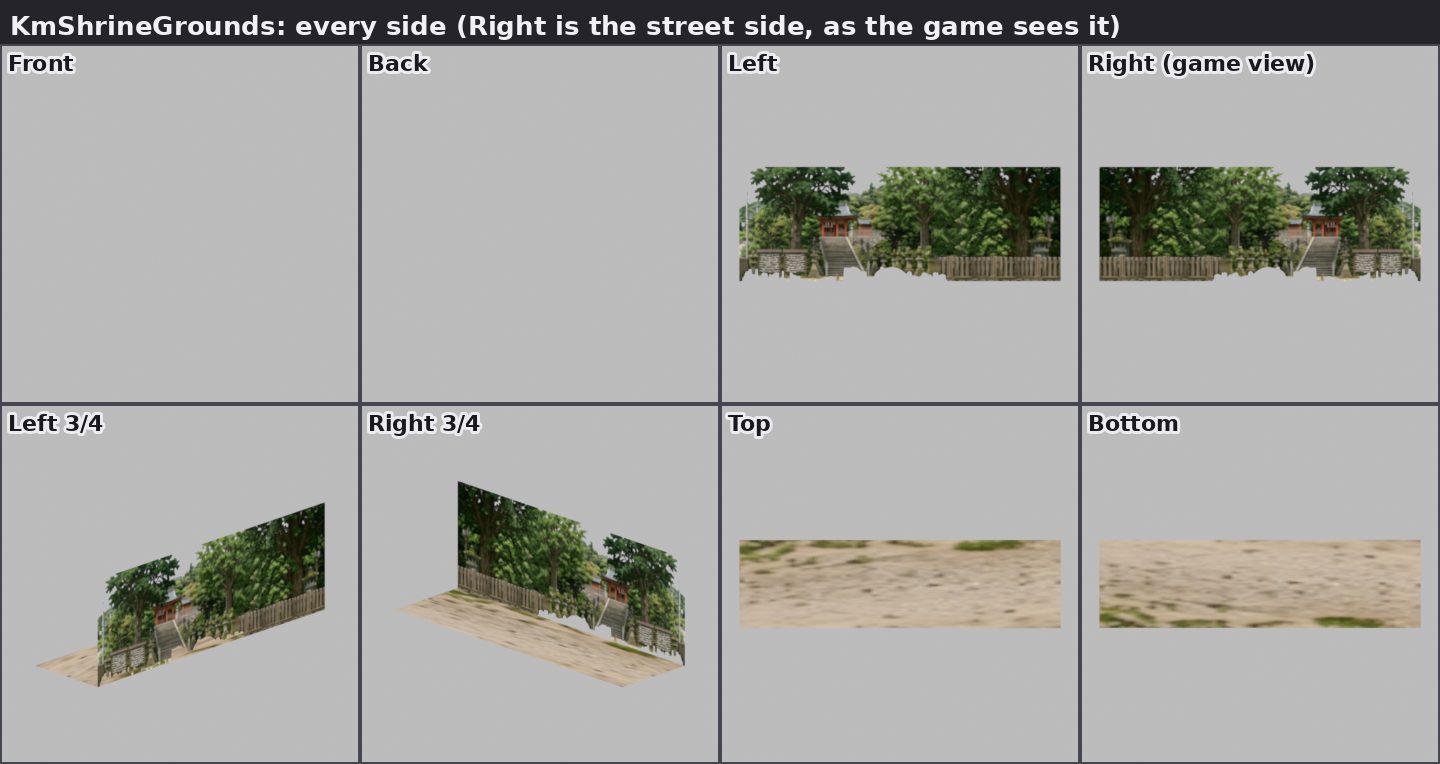 KmShrineGrounds: every side (Right is the street side, as the game sees it)
Front
Back
Left
Right (game view)
Left 3/4
Right 3/4
Top
Bottom